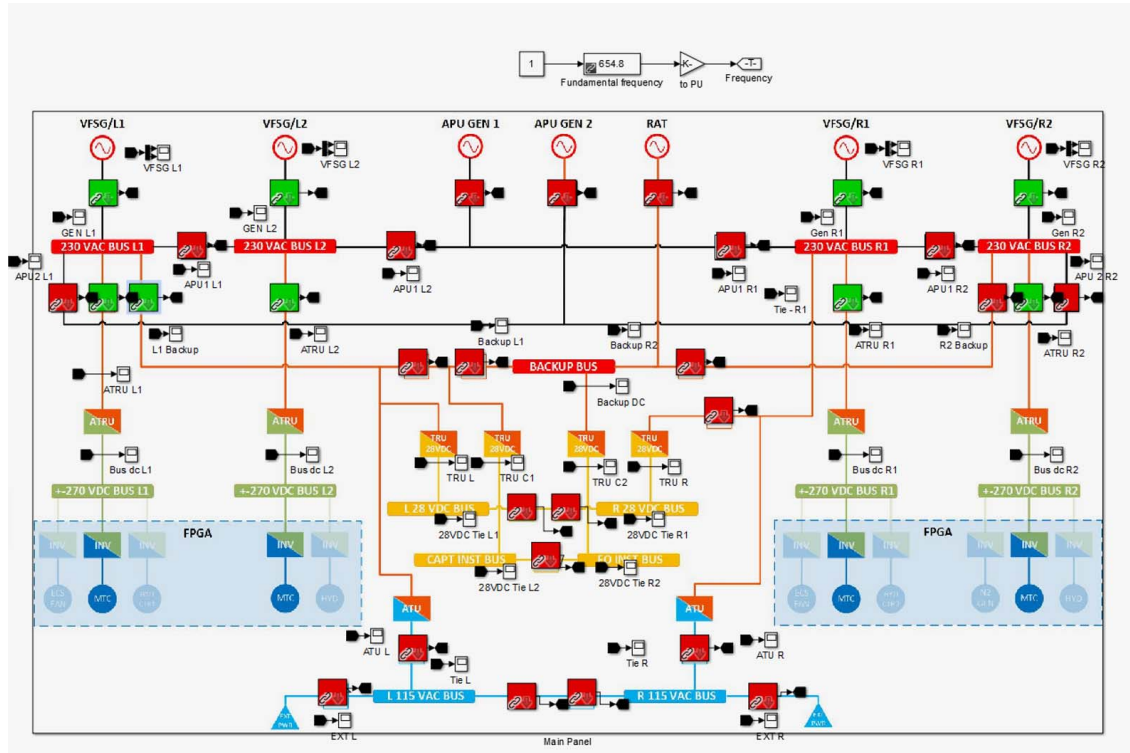 1
654.8
K-
-T-
Fundamental frequency
to PU
Frequency
VFSG/L1
VFSG/L2
APU GEN 1
APU GEN 2
RAT
VFSG/R1
VFSG/R2
VFSG L1
VFSG L2
VFSG R1
VFSG R2
GEN L1
GEN L2
Gen R1
Gen R2
230 VAC BUS L1
230 VAC BUS L2
230 VAC BUS R1
230 VAC BUS R2
APU2 L1
APU1 L1
APU1 L2
APU1 R1
APU1 R2
APU 2 R2
Tie - R1
L1 Backup
ATRU L2
Backup L1
Backup R2
ATRU R1
R2 Backup
ATRU R2
ATRU L1
BACKUP BUS
Backup DC
ATRU
ATRU
ATRU
ATRU
TRU
28VDC
TRU
28VDC
TRU
28VDC
TRU
28VDC
Bus dc L1
Bus dc L2
TRU L
TRU C1
TRU C2
TRU R
Bus dc R1
Bus dc R2
+-270 VDC BUS L1
+-270 VDC BUS L2
+-270 VDC BUS R1
+-270 VDC BUS R2
L 28 VDC BUS
R 28 VDC BUS
28VDC Tie L1
28VDC Tie R1
FPGA
FPGA
INV
INV
INV
INV
INV
INV
INV
INV
INV
INV
CAPT INST BUS
FO INST BUS
28VDC Tie L2
28VDC Tie R2
ECS
FAN
MTC
MTC
HYD
MTC
N2
GEN
MTC
HYD
ATU
ATU
ATU L
Tie L
Tie R
ATU R
L 115 VAC BUS
R 115 VAC BUS
EXT
PWR
EXT L
EXT R
Main Panel